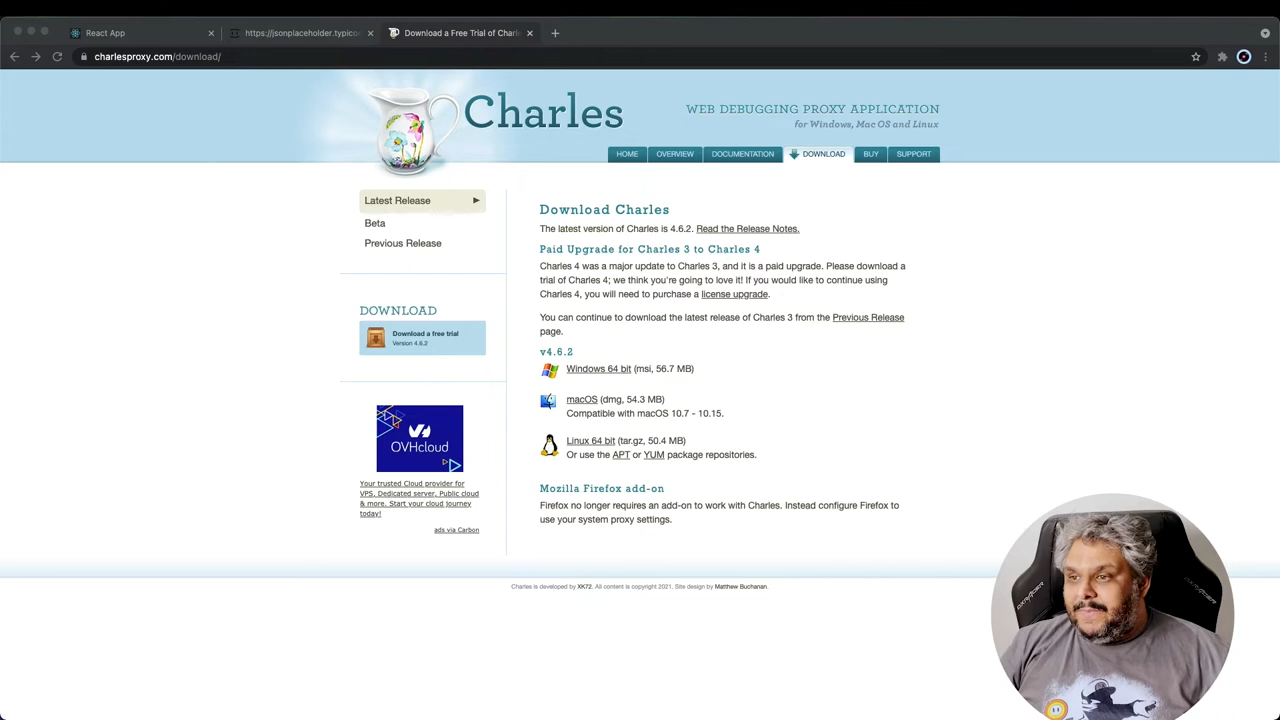 React App
https://jsonplaceholder.typico
Download a Free Trial of Charle
charlesproxy.com/download/
Charles
WEB DEBUGGING PROXY APPLICATION
for Windows, Mac OS and Linux
HOME
OVERVIEW
DOCUMENTATION
DOWNLOAD
BUY
SUPPORT
Latest Release
Beta
Previous Release
DOWNLOAD
Download a free trial
Version 4.6.2
OVHcloud
Your trusted Cloud provider for
VPS, Dedicated server, Public cloud
& more. Start your cloud journey
today!
ads via Carbon
Download Charles
The latest version of Charles is 4.6.2. Read the Release Notes.
Paid Upgrade for Charles 3 to Charles 4
Charles 4 was a major update to Charles 3, and it is a paid upgrade. Please download a
trial of Charles 4; we think you're going to love it! If you would like to continue using
Charles 4, you will need to purchase a license upgrade.
You can continue to download the latest release of Charles 3 from the Previous Release
page.
v4.6.2
Windows 64 bit (msi, 56.7 MB)
macOS (dmg, 54.3 MB)
Compatible with macOS 10.7 - 10.15.
Linux 64 bit (tar.gz, 50.4 MB)
Or use the APT or YUM package repositories.
Mozilla Firefox add-on
Firefox no longer requires an add-on to work with Charles. Instead configure Firefox to
use your system proxy settings.
Charles is developed by XK72. All content is copyright 2021. Site design by Matthew Buchanan.